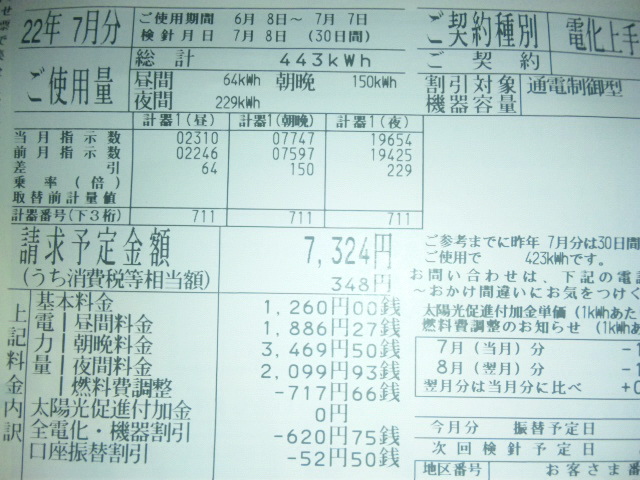 22年 7月分
ご使用期間 6月 8日～ 7月 7日
検針月日 7月 8日 (30日間)
ご使用量
総計 443kWh
昼間 64kWh 朝晩 150kWh
夜間 229kWh
ご契約種別 電化上手
ご契約
割引対象機器容量 通電制御型
計器1(昼) 計器1(朝晩) 計器1(夜)
当月指示数 02310 07747 19654
前月指示数 02246 07597 19425
差引 64 150 229
乗率(倍)
取替前計量値
計器番号(下3桁) 711 711 711
請求予定金額 7,324円
(うち消費税等相当額) 348円
上記料金内訳
基本料金 1,260円00銭
電力量 昼間料金 1,886円27銭
朝晩料金 3,469円50銭
夜間料金 2,099円93銭
燃料費調整 -717円66銭
太陽光促進付加金 0円
全電化・機器割引 -620円75銭
口座振替割引 -52円50銭
ご参考までに昨年 7月分は30日間
ご使用で 423kWhです。
お問い合わせは、下記の電
～おかけ間違いにお気をつけく
太陽光促進付加金単価 (1kWhあた
燃料費調整のお知らせ (1kWhあ
7月(当月)分 -1
8月(翌月)分 -1
翌月分は当月分に比べ +0
今月分 振替予定日
次回検針予定日
地区番号 お客さま番